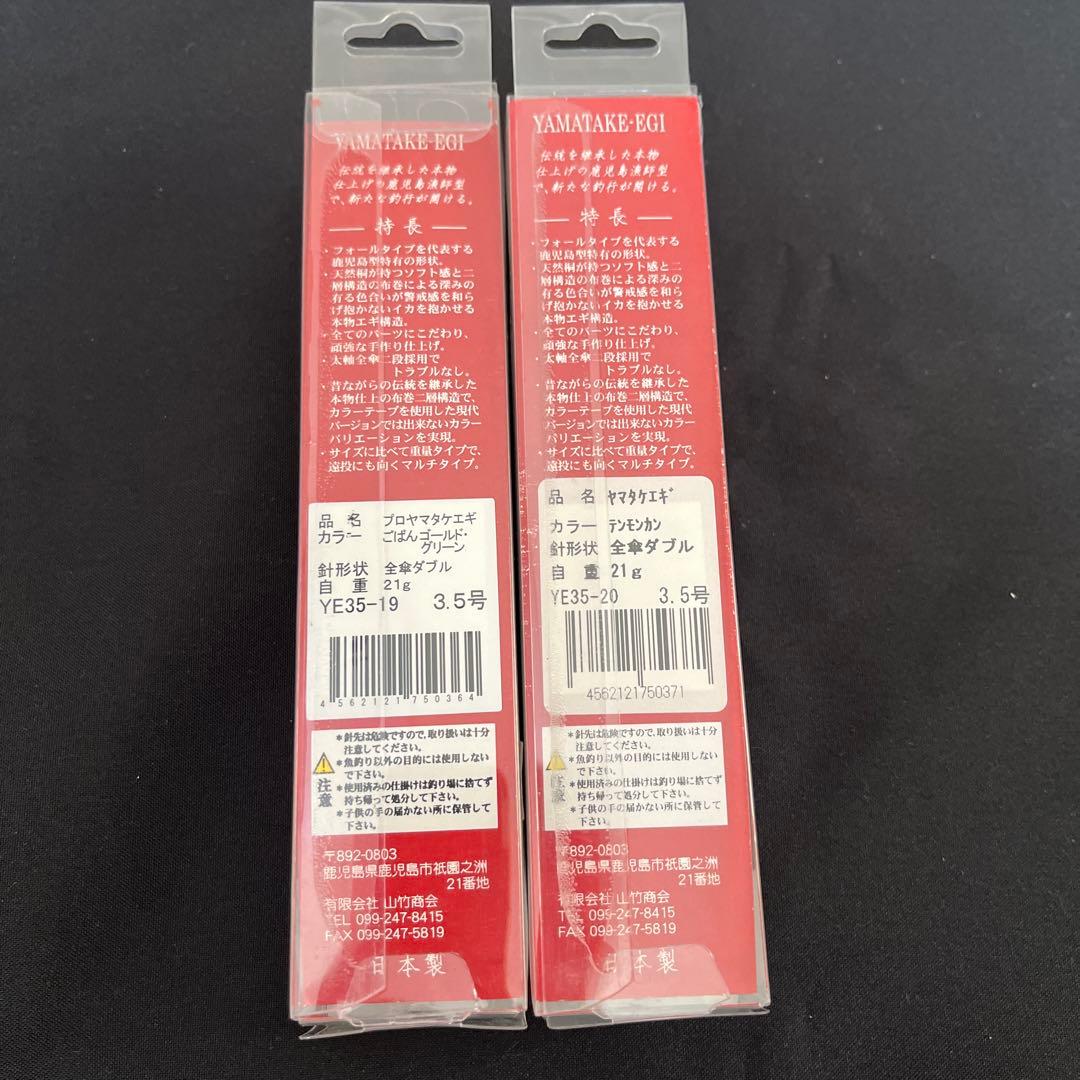 YAMATAKE-EGI
伝統を継承した本物
仕上げの鹿児島漁師型
で、新たな釣行が開ける。
特長
・フォールタイプを代表する
鹿児島型特有の形状。
・天然桐が持つソフト感と二
層構造の布巻による深みの
有る色合いが警戒感を和ら
げ抱かないイカを抱かせる
本物エギ構造。
・全てのパーツにこだわり、
頑強な手作り仕上げ。
・太軸全傘二段採用で
トラブルなし。
・昔ながらの伝統を継承した
本物仕上の布巻二層構造で、
カラーテープを使用した現代
バージョンでは出来ないカラー
バリエーションを実現。
・サイズに比べて重量タイプで、
遠投にも向くマルチタイプ。
品 名 プロヤマタケエギ
カラー ごばんゴールド・
グリーン
針形状 全傘ダブル
自 重 21g
YE35-19 3.5号
4562121750364
*針先は危険ですので、取り扱いは十分
注意してください。
*魚釣り以外の目的には使用しない
で下さい。
*使用済みの仕掛けは釣り場に捨てず
持ち帰って処分して下さい。
*子供の手の届かない所に保管して
下さい。
注意
〒892-0803
鹿児島県鹿児島市祇園之洲
21番地
有限会社 山竹商会
TEL 099-247-8415
FAX 099-247-5819
日本製
YAMATAKE-EGI
伝統を継承した本物
仕上げの鹿児島漁師型
で、新たな釣行が開ける。
特長
・フォールタイプを代表する
鹿児島型特有の形状。
・天然桐が持つソフト感と二
層構造の布巻による深みの
有る色合いが警戒感を和ら
げ抱かないイカを抱かせる
本物エギ構造。
・全てのパーツにこだわり、
頑強な手作り仕上げ。
・太軸全傘二段採用で
トラブルなし。
・昔ながらの伝統を継承した
本物仕上の布巻二層構造で、
カラーテープを使用した現代
バージョンでは出来ないカラー
バリエーションを実現。
・サイズに比べて重量タイプで、
遠投にも向くマルチタイプ。
品 名 ヤマタケエギ
カラー テンモンカン
針形状 全傘ダブル
自 重 21g
YE35-20 3.5号
4562121750371
*針先は危険ですので、取り扱いは十分
注意してください。
*魚釣り以外の目的には使用しない
で下さい。
*使用済みの仕掛けは釣り場に捨てず
持ち帰って処分して下さい。
*子供の手の届かない所に保管して
下さい。
注意
〒892-0803
鹿児島県鹿児島市祇園之洲
21番地
有限会社 山竹商会
TEL 099-247-8415
FAX 099-247-5819
日本製